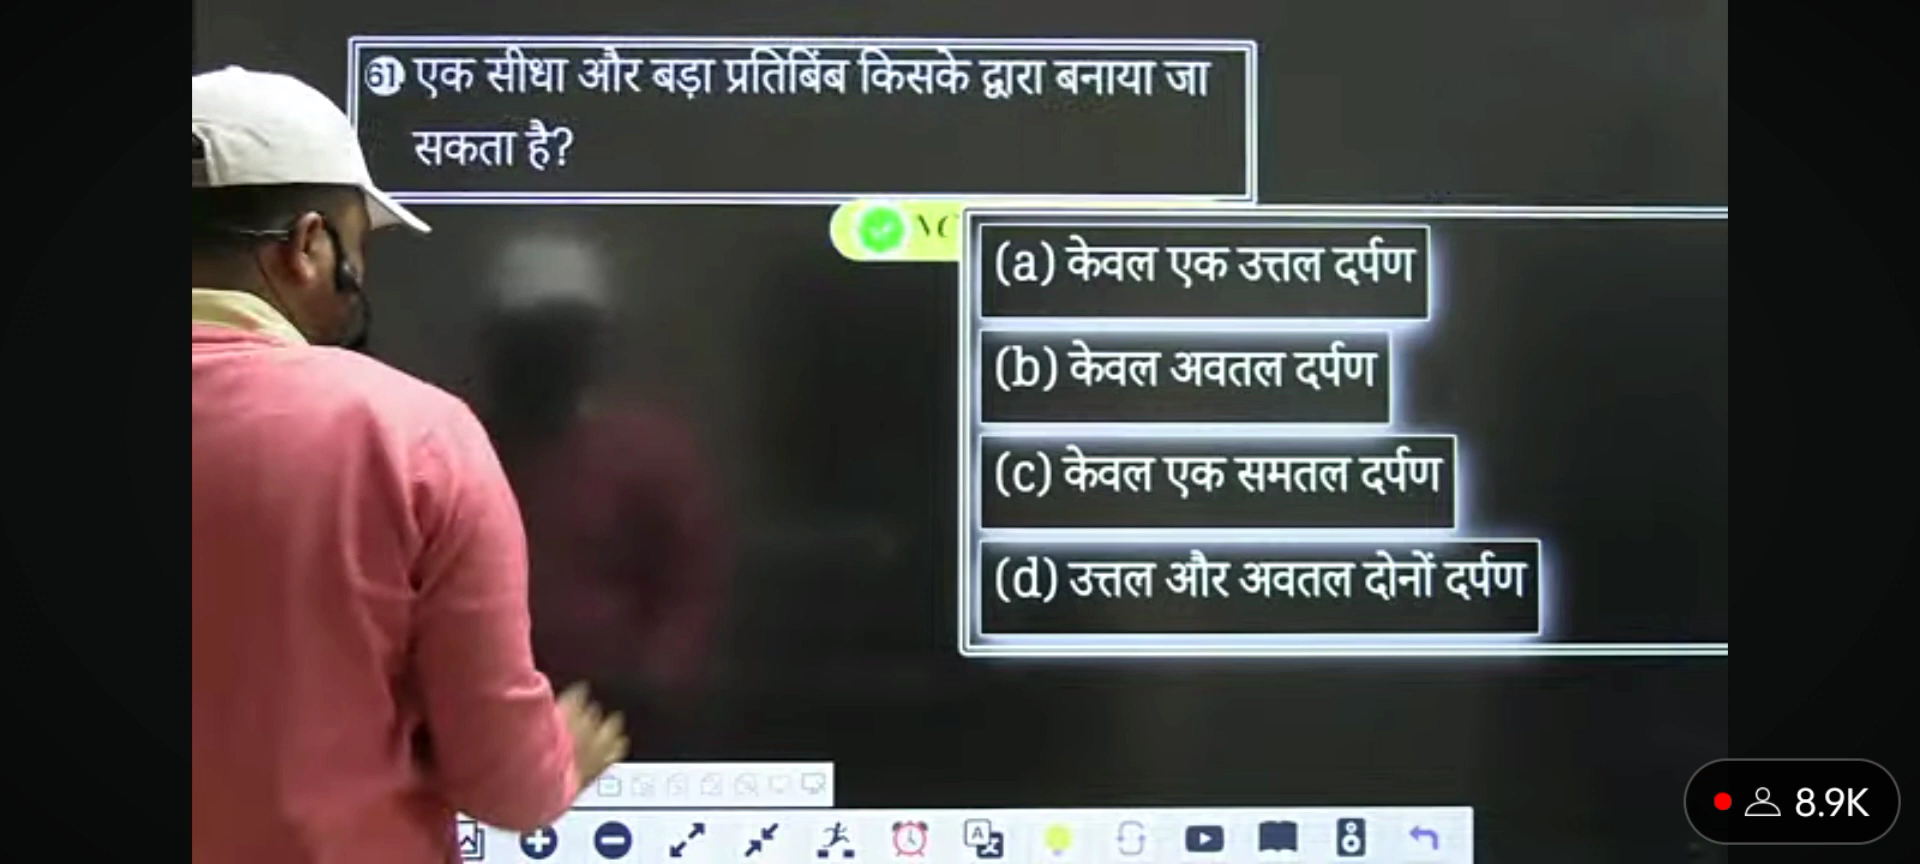 61 एक सीधा और बड़ा प्रतिबिंब किसके द्वारा बनाया जा
सकता है?
(a) केवल एक उत्तल दर्पण
(b) केवल अवतल दर्पण
(c) केवल एक समतल दर्पण
(d) उत्तल और अवतल दोनों दर्पण
8.9K